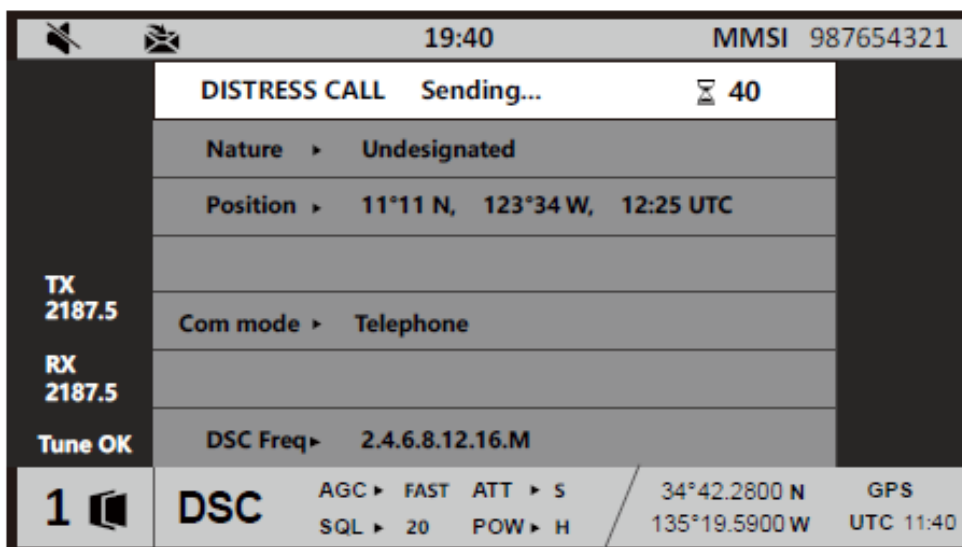 19:40 MMSI 987654321
DISTRESS CALL Sending... 40
Nature ▸ Undesignated
Position ▸ 11°11 N, 123°34 W, 12:25 UTC
TX
2187.5
Com mode ▸ Telephone
RX
2187.5
Tune OK
DSC Freq▸ 2.4.6.8.12.16.M
1 DSC
AGC ▸ FAST ATT ▸ S
SQL ▸ 20 POW ▸ H
34°42.2800 N GPS
135°19.5900 W UTC 11:40